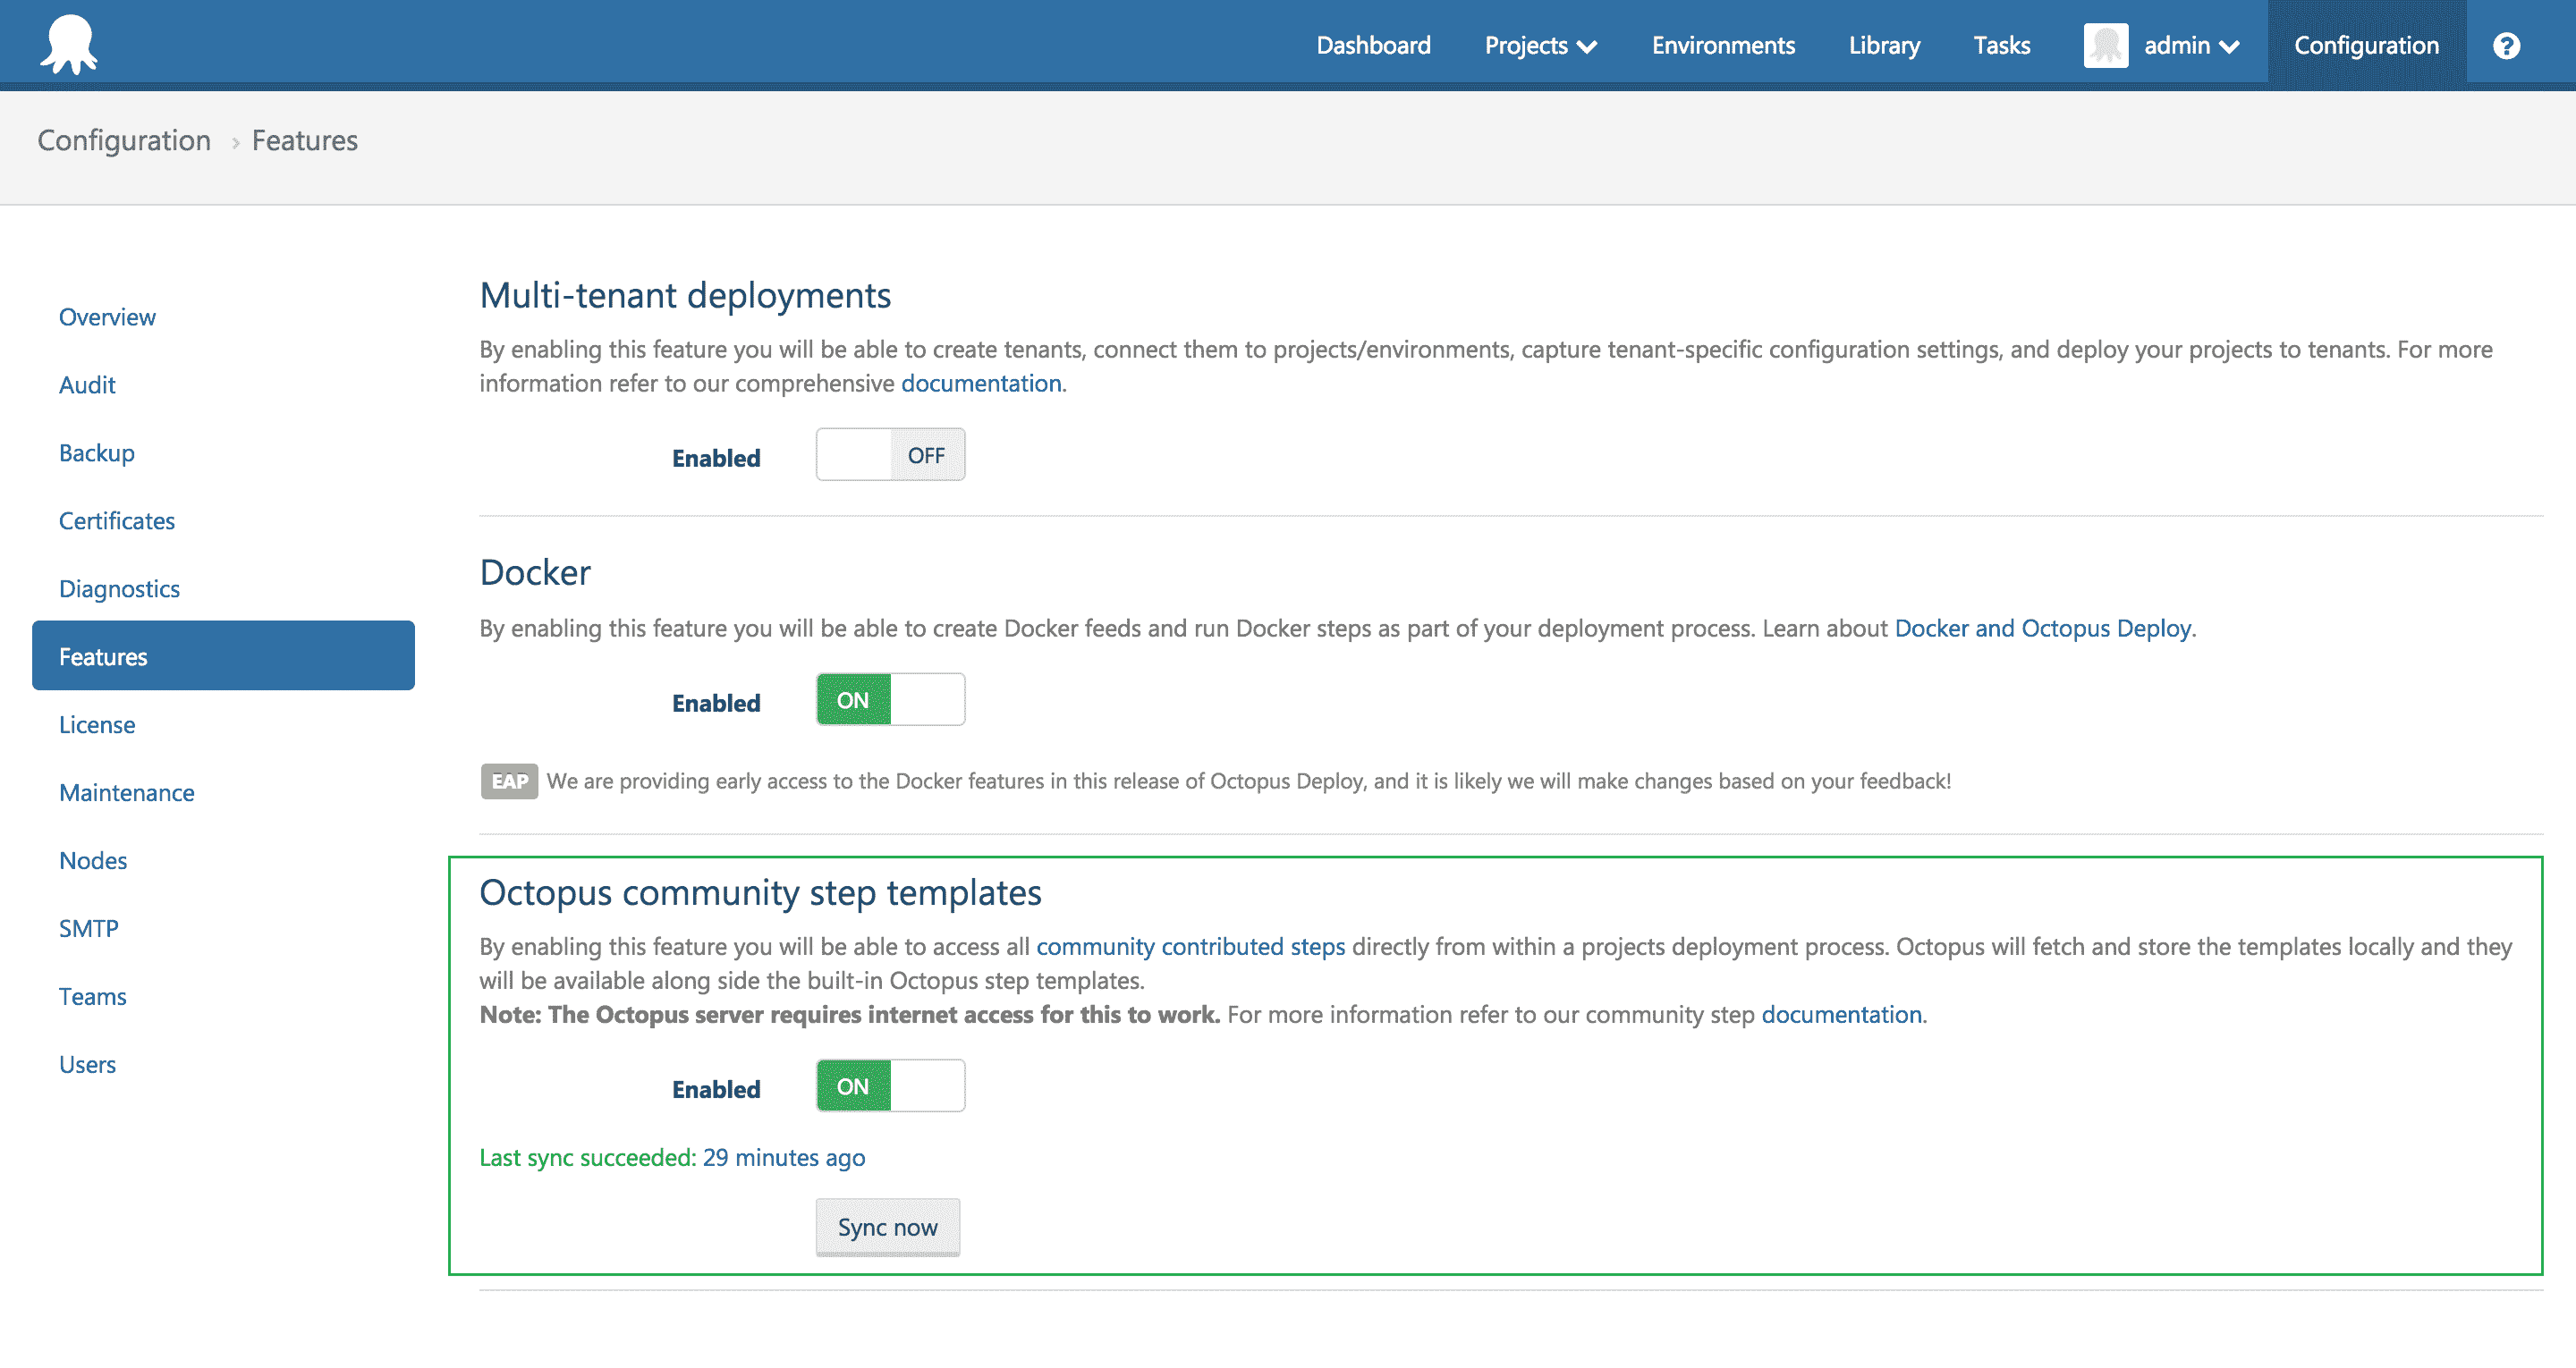 Dashboard Projects Environments Library Tasks admin Configuration ?
Configuration › Features
Overview
Audit
Backup
Certificates
Diagnostics
Features
License
Maintenance
Nodes
SMTP
Teams
Users
Multi-tenant deployments
By enabling this feature you will be able to create tenants, connect them to projects/environments, capture tenant-specific configuration settings, and deploy your projects to tenants. For more
information refer to our comprehensive documentation.
Enabled OFF
Docker
By enabling this feature you will be able to create Docker feeds and run Docker steps as part of your deployment process. Learn about Docker and Octopus Deploy.
Enabled ON
EAP We are providing early access to the Docker features in this release of Octopus Deploy, and it is likely we will make changes based on your feedback!
Octopus community step templates
By enabling this feature you will be able to access all community contributed steps directly from within a projects deployment process. Octopus will fetch and store the templates locally and they
will be available along side the built-in Octopus step templates.
Note: The Octopus server requires internet access for this to work. For more information refer to our community step documentation.
Enabled ON
Last sync succeeded: 29 minutes ago
Sync now